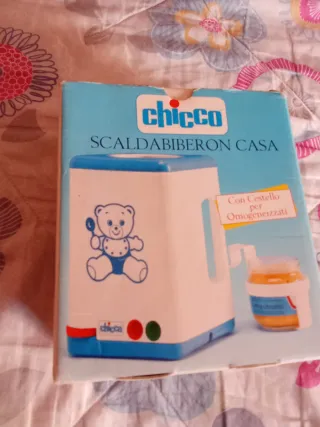 chicco
SCALDABIBERON CASA
Con Cestello
per
Omogeneizzati
chicco